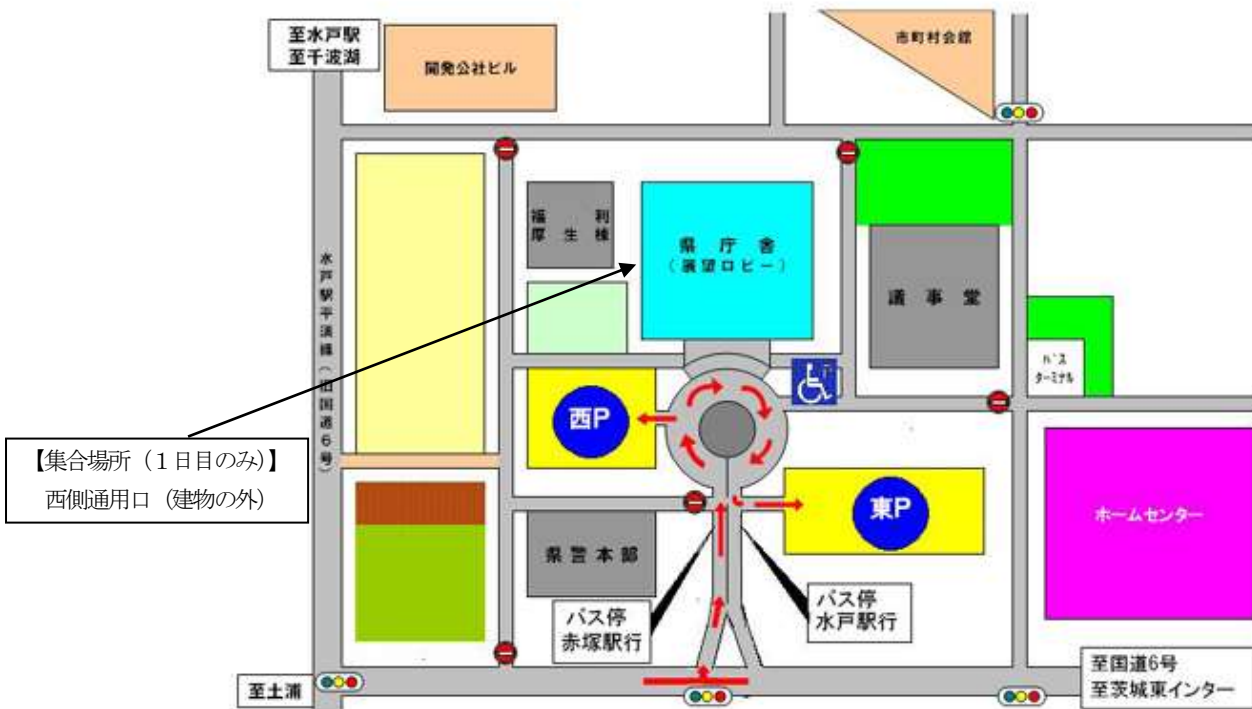 至水戸駅
至千波湖
開発公社ビル
市町村会館
福利
厚生棟
県庁舎
(展望ロビー)
議事堂
水戸駅平須線(旧国道6号)
バス
ターミナル
西P
【集合場所(1日目のみ)】
西側通用口(建物の外)
東P
ホームセンター
県警本部
バス停
赤塚駅行
バス停
水戸駅行
至土浦
至国道6号
至茨城東インター